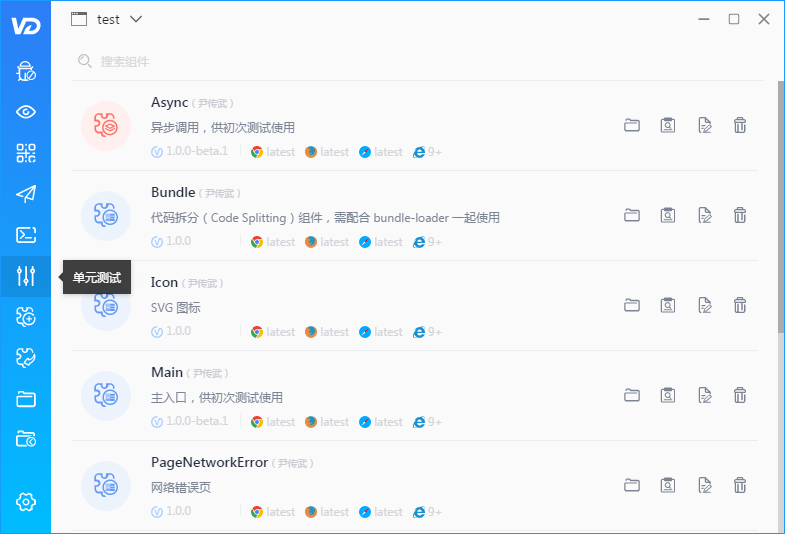 VD
test
搜索组件
Async（尹传武）
异步调用，供初次测试使用
1.0.0-beta.1 latest latest latest 9+
Bundle（尹传武）
代码拆分（Code Splitting）组件，需配合 bundle-loader 一起使用
1.0.0 latest latest latest 9+
单元测试
Icon（尹传武）
SVG 图标
1.0.0 latest latest latest 9+
Main（尹传武）
主入口，供初次测试使用
1.0.0-beta.1 latest latest latest 9+
PageNetworkError（尹传武）
网络错误页
1.0.0 latest latest latest 9+